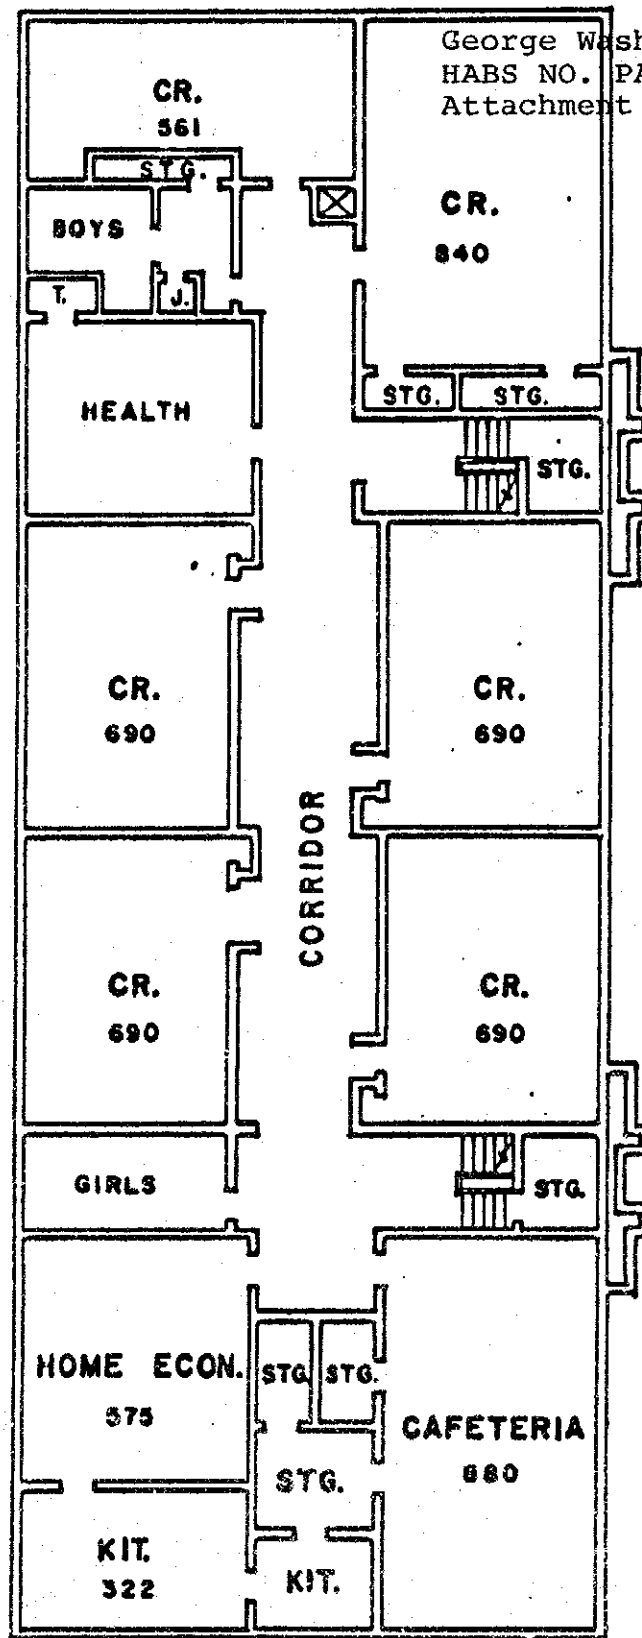 George Wash
HABS NO. PA
Attachment
CR.
561
STG.
BOYS
CR.
840
T.
J.
HEALTH
STG.
STG.
STG.
CR.
690
CR.
690
CORRIDOR
CR.
690
CR.
690
GIRLS
STG.
HOME ECON.
575
STG.
STG.
CAFETERIA
880
STG.
KIT.
322
KIT.